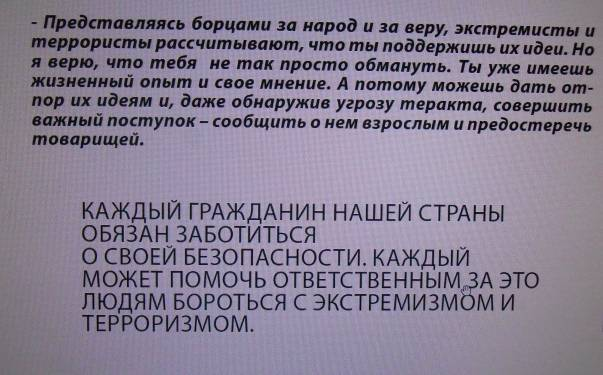 - Представляясь борцами за народ и за веру, экстремисты и
террористы рассчитывают, что ты поддержишь их идеи. Но
я верю, что тебя не так просто обмануть. Ты уже имеешь
жизненный опыт и свое мнение. А потому можешь дать от-
пор их идеям и, даже обнаружив угрозу теракта, совершить
важный поступок – сообщить о нем взрослым и предостеречь
товарищей.
КАЖДЫЙ ГРАЖДАНИН НАШЕЙ СТРАНЫ
ОБЯЗАН ЗАБОТИТЬСЯ
О СВОЕЙ БЕЗОПАСНОСТИ. КАЖДЫЙ
МОЖЕТ ПОМОЧЬ ОТВЕТСТВЕННЫМ ЗА ЭТО
ЛЮДЯМ БОРОТЬСЯ С ЭКСТРЕМИЗМОМ И
ТЕРРОРИЗМОМ.